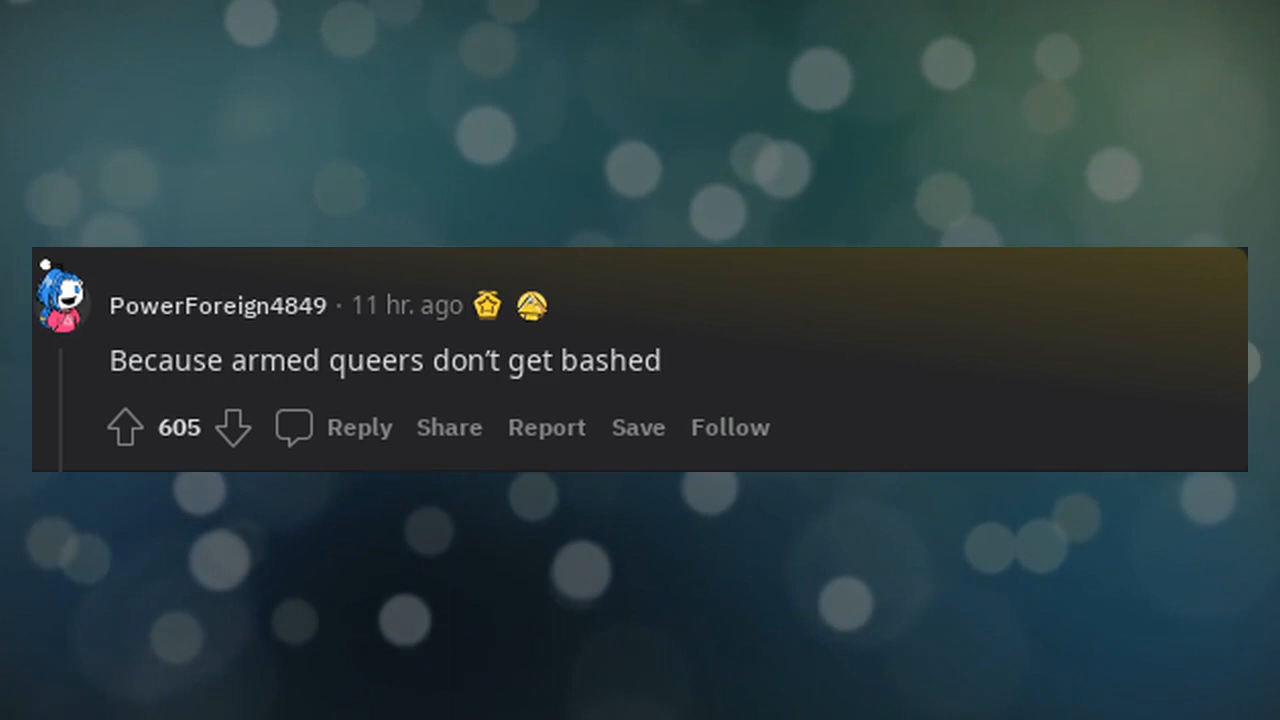 PowerForeign4849 · 11 hr. ago
Because armed queers don’t get bashed
605 Reply Share Report Save Follow